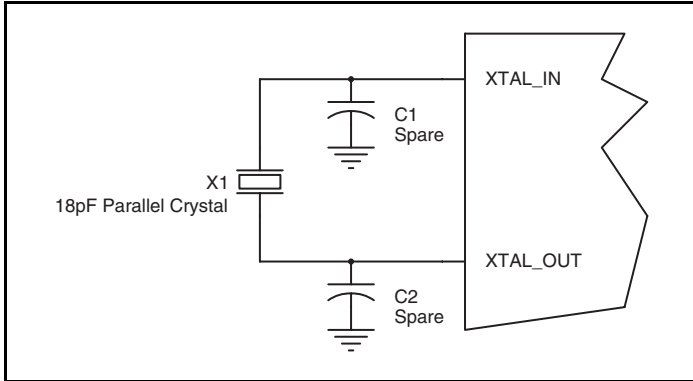 XTAL_IN
C1
Spare
X1
18pF Parallel Crystal
XTAL_OUT
C2
Spare